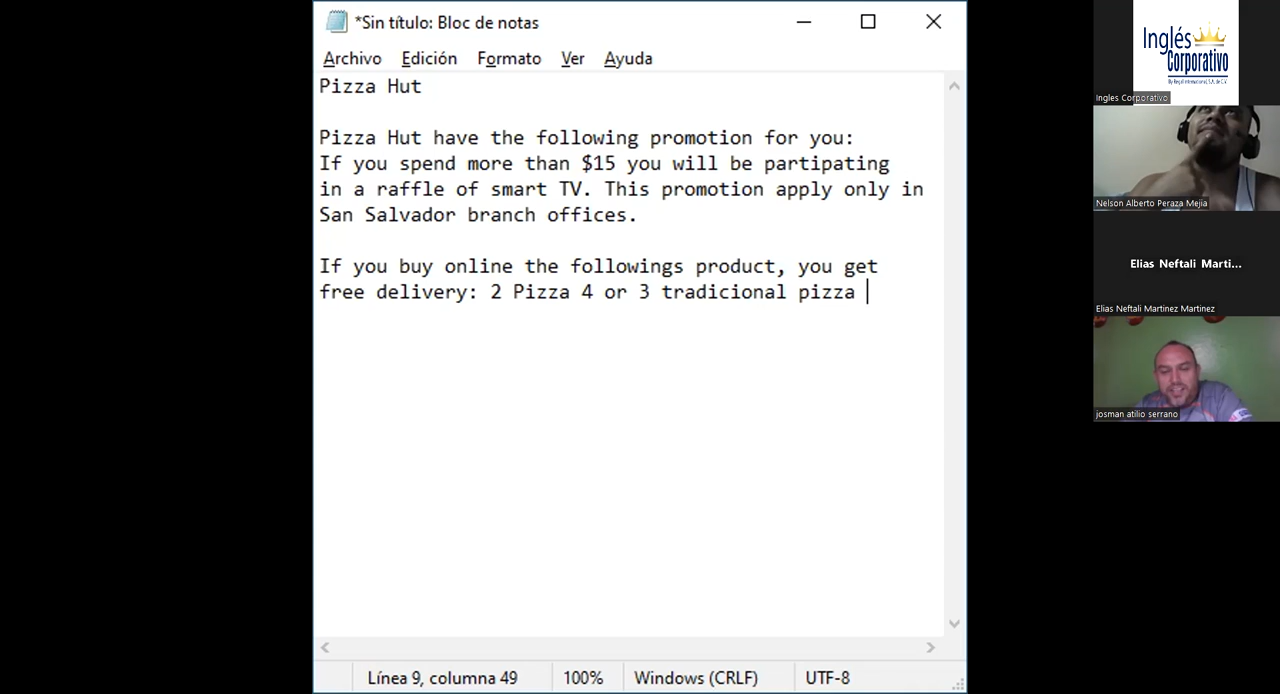 *Sin título: Bloc de notas
Archivo Edición Formato Ver Ayuda
Pizza Hut
Pizza Hut have the following promotion for you:
If you spend more than $15 you will be partipating
in a raffle of smart TV. This promotion apply only in
San Salvador branch offices.
If you buy online the followings product, you get
free delivery: 2 Pizza 4 or 3 tradicional pizza
Línea 9, columna 49 100% Windows (CRLF) UTF-8
Inglés
Corporativo
Ingles Corporativo
Nelson Alberto Peraza Mejia
Elias Neftali Marti...
Elias Neftali Martinez Martinez
josman atilio serrano